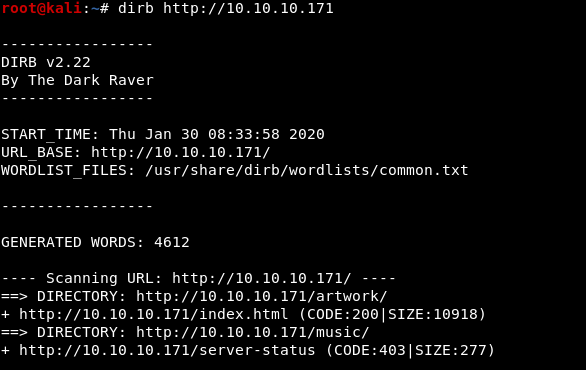 root@kali:~# dirb http://10.10.10.171
-----------------
DIRB v2.22
By The Dark Raver
-----------------
START_TIME: Thu Jan 30 08:33:58 2020
URL_BASE: http://10.10.10.171/
WORDLIST_FILES: /usr/share/dirb/wordlists/common.txt
-----------------
GENERATED WORDS: 4612
---- Scanning URL: http://10.10.10.171/ ----
==> DIRECTORY: http://10.10.10.171/artwork/
+ http://10.10.10.171/index.html (CODE:200|SIZE:10918)
==> DIRECTORY: http://10.10.10.171/music/
+ http://10.10.10.171/server-status (CODE:403|SIZE:277)